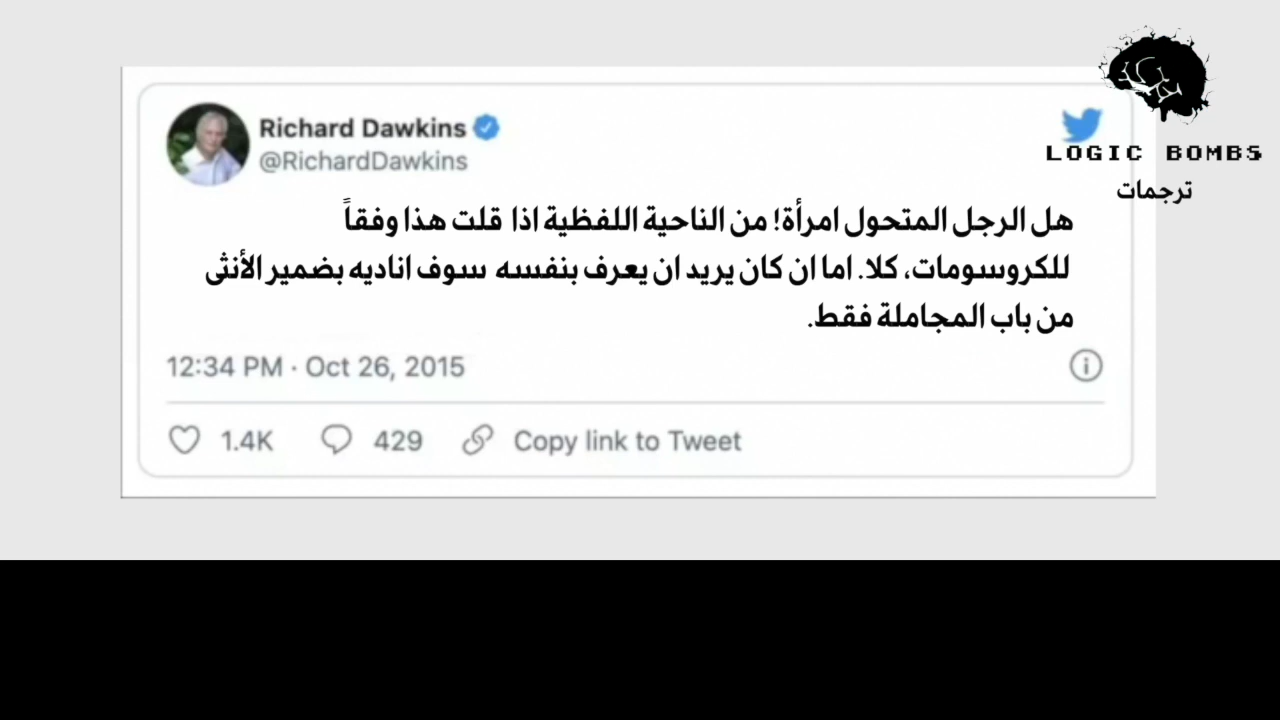 Richard Dawkins
@RichardDawkins
LOGIC BOMBS
ترجمات
هل الرجل المتحول امرأة! من الناحية اللفظية اذا قلت هذا وفقاً
للكروسومات، كلا. اما ان كان يريد ان يعرف بنفسه سوف اناديه بضمير الأنثى
من باب المجاملة فقط.
12:34 PM · Oct 26, 2015
1.4K 429 Copy link to Tweet